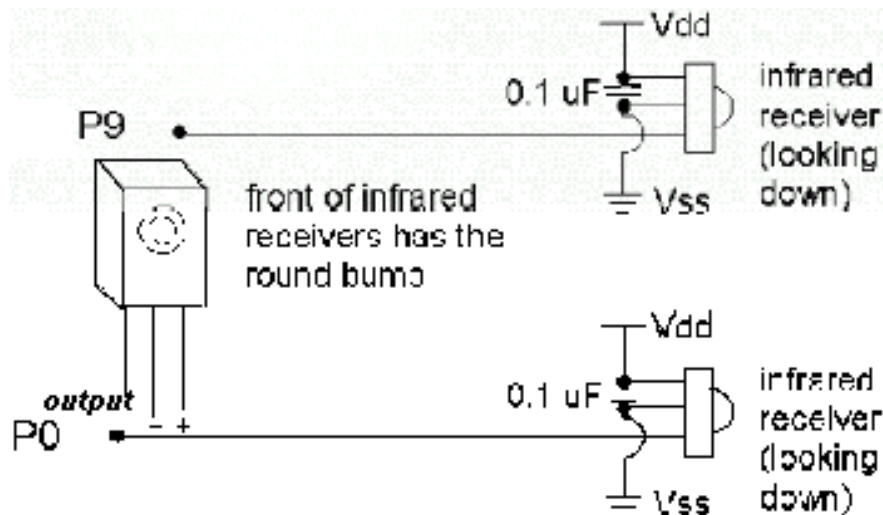 Vdd
0.1 uF
infrared
receiver
(looking
down)
P9
Vss
front of infrared
receivers has the
round bump
Vdd
0.1 uF
infrared
receiver
(looking
down)
output
- +
P0
Vss